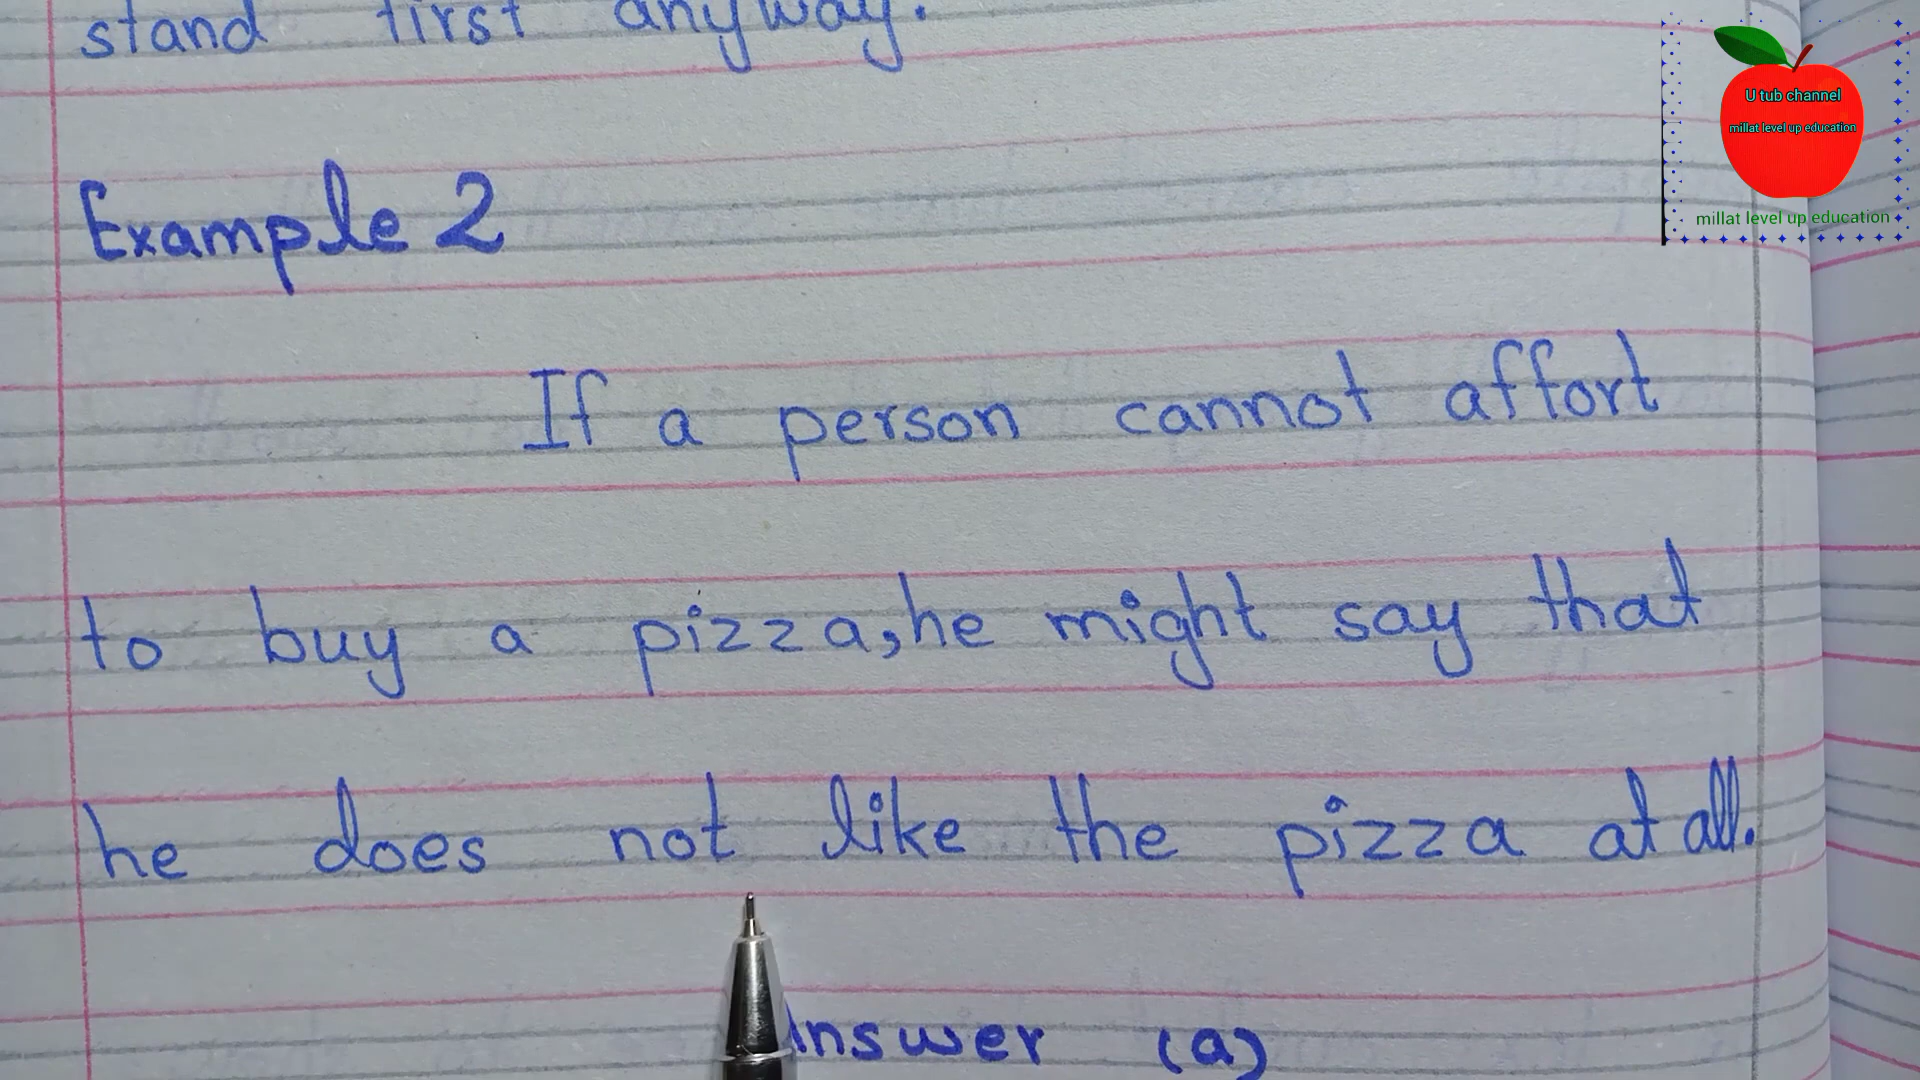 stand first anyway.
U tub channel
millat level up education
millat level up education
Example 2
If a person cannot affort
to buy a pizza, he might say that
he does not like the pizza at all.
Answer (a)